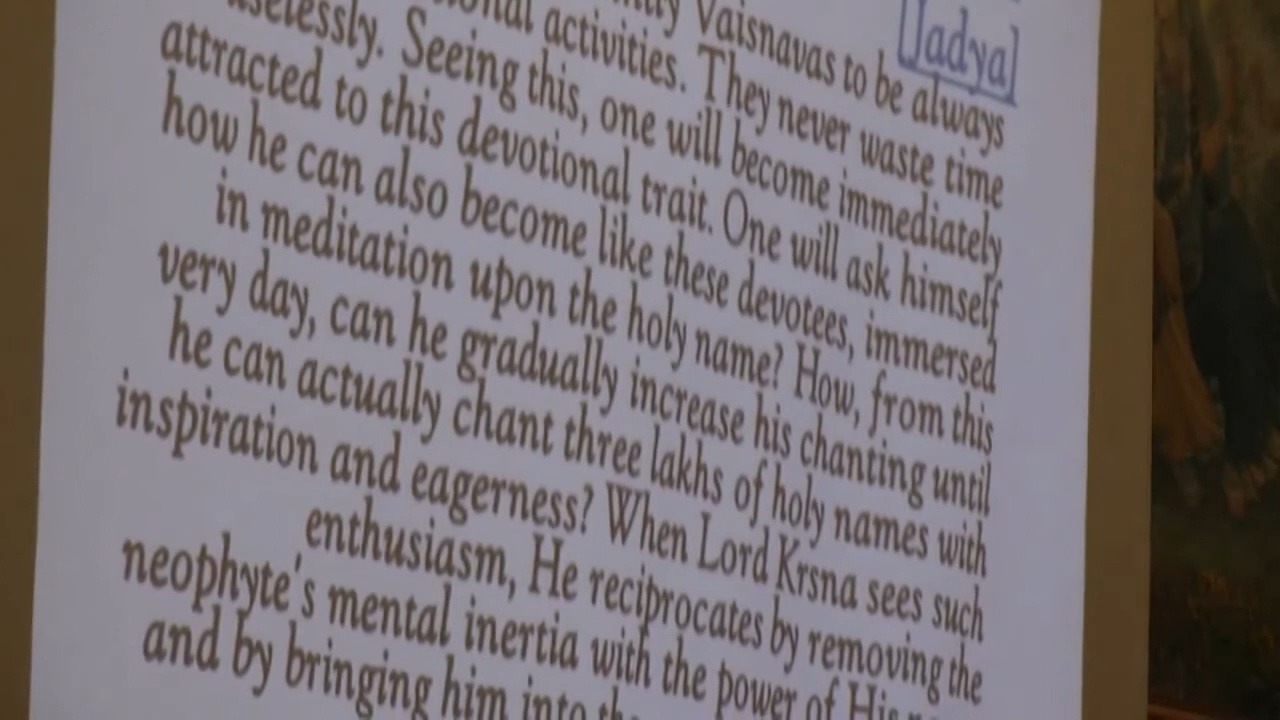 Jadya
Vaisnavas to be always
activities. They never waste time
uselessly. Seeing this, one will become immediately
attracted to this devotional trait. One will ask himself
how he can also become like these devotees, immersed
in meditation upon the holy name? How, from this
very day, can he gradually increase his chanting until
he can actually chant three lakhs of holy names with
inspiration and eagerness? When Lord Krsna sees such
enthusiasm, He reciprocates by removing the
neophyte's mental inertia with the power of His
and by bringing him into